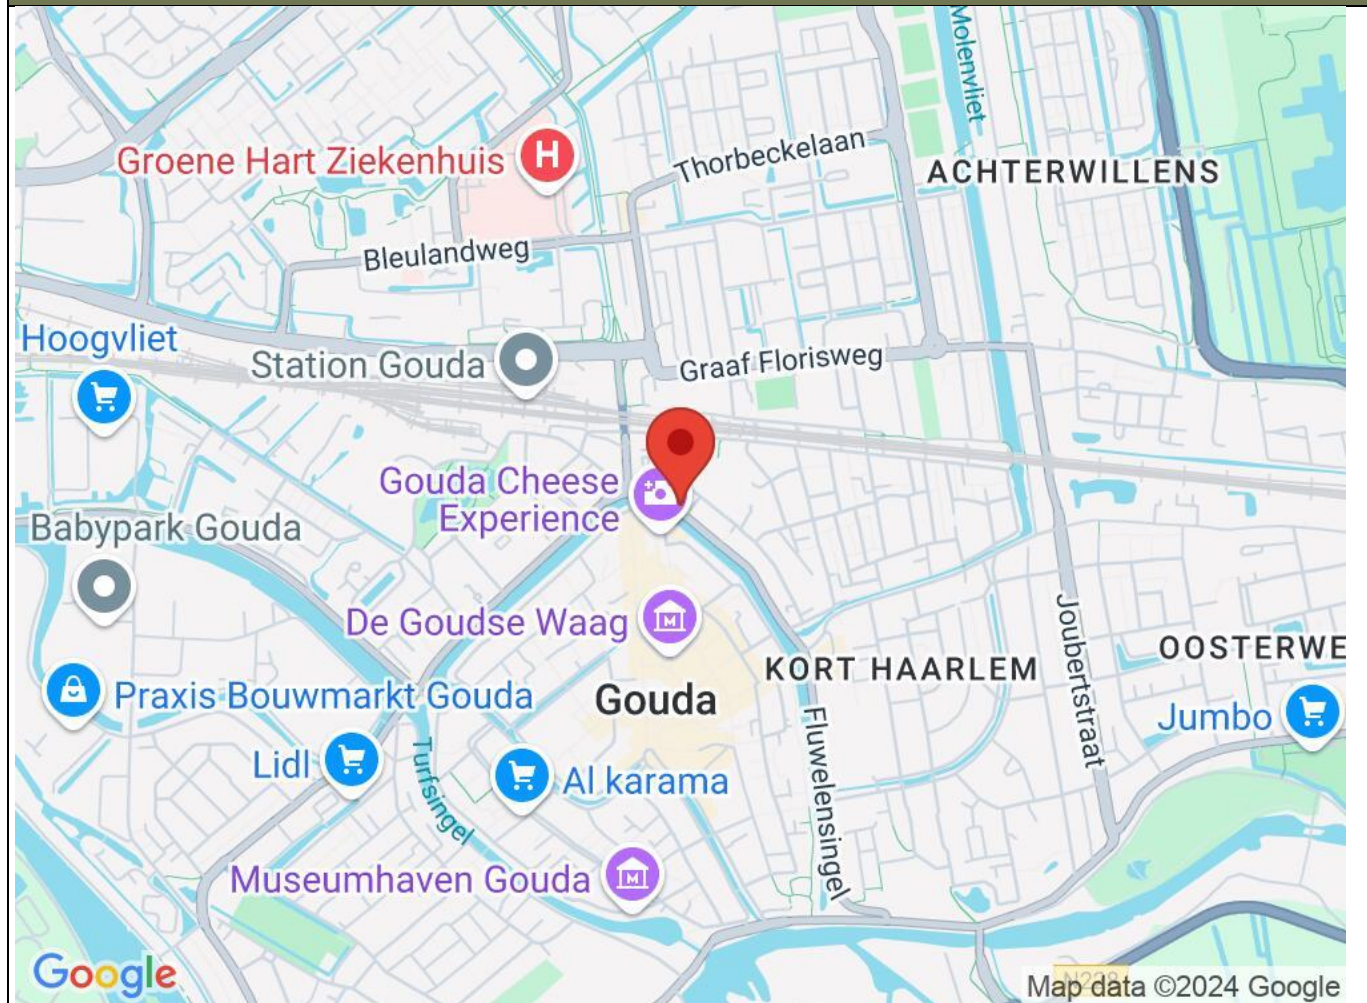 Molenvliet
Thorbeckelaan
Groene Hart Ziekenhuis
H
ACHTERWILLENS
Bleulandweg
Hoogvliet
Station Gouda
Graaf Florisweg
Gouda Cheese
Experience
Babypark Gouda
De Goudse Waag
M
Joubertstraat
OOSTERWE
KORT HAARLEM
Praxis Bouwmarkt Gouda
Gouda
Jumbo
Fluwelensingel
Turfsingel
Lidl
Al karama
Museumhaven Gouda
M
Google
N228
Map data ©2024 Google